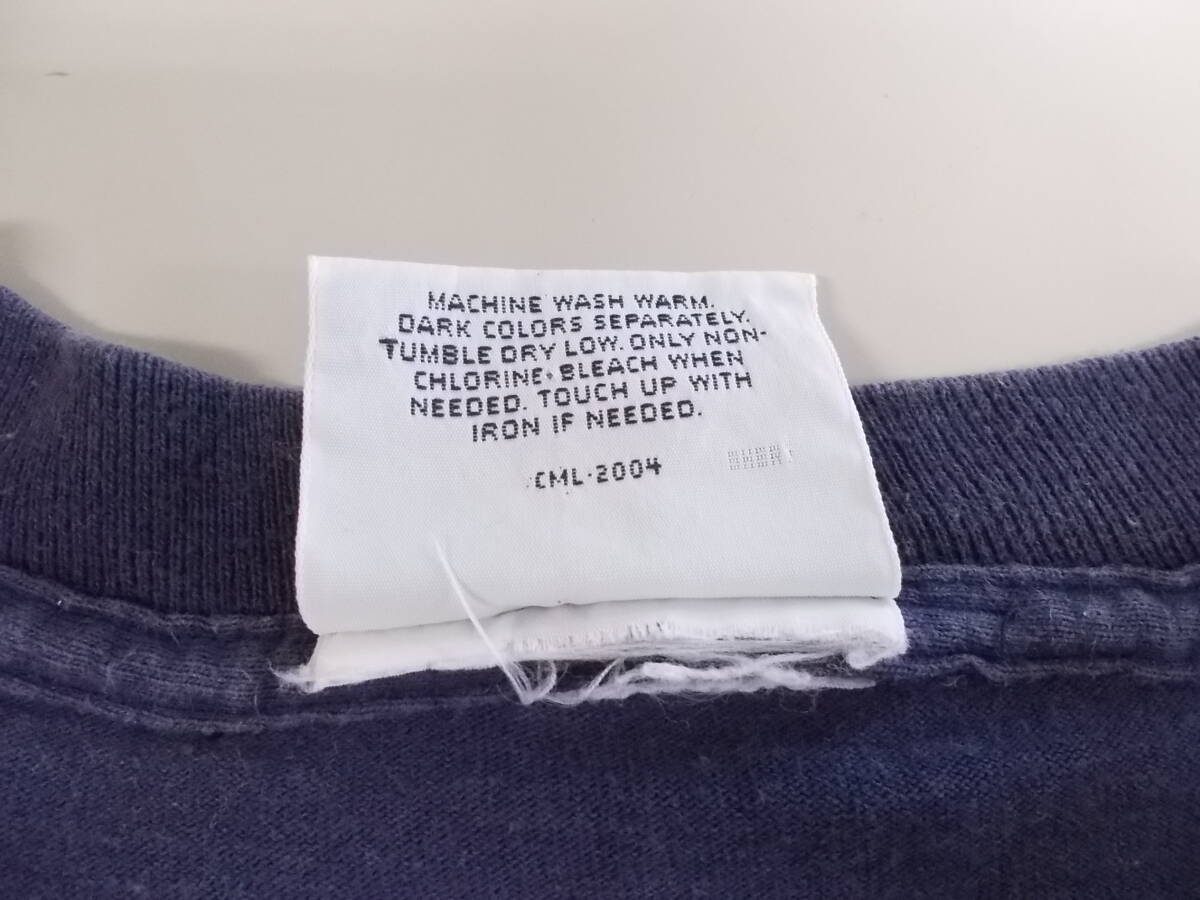 MACHINE WASH WARM.
DARK COLORS SEPARATELY.
TUMBLE DRY LOW. ONLY NON-
CHLORINE. BLEACH WHEN
NEEDED. TOUCH UP WITH
IRON IF NEEDED.
CML-2004